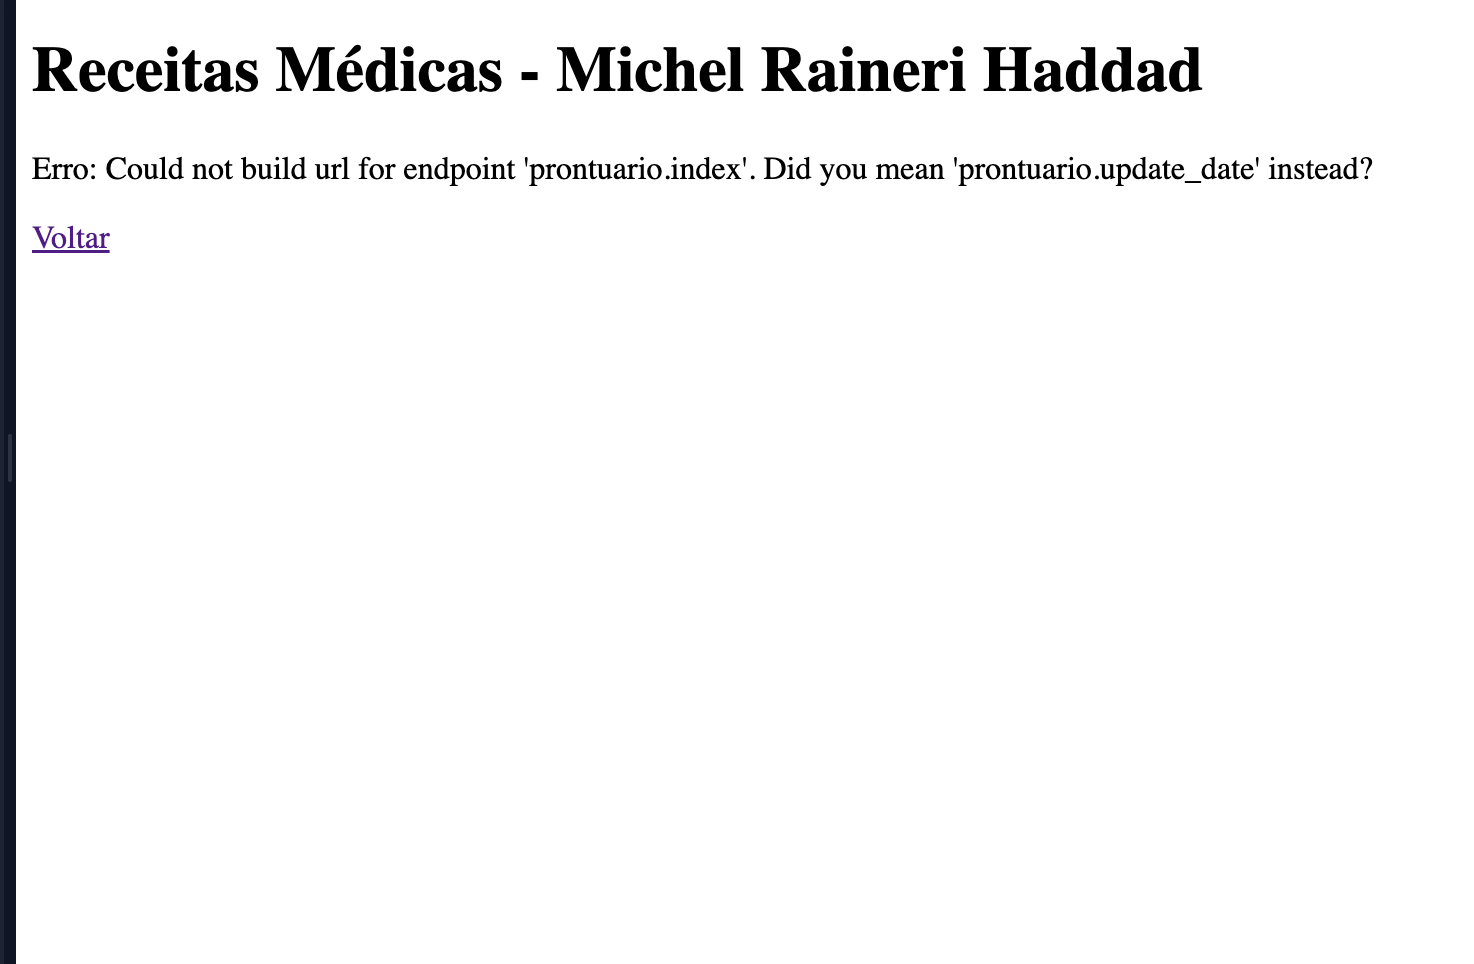 Receitas Médicas - Michel Raineri Haddad
Erro: Could not build url for endpoint 'prontuario.index'. Did you mean 'prontuario.update_date' instead?
Voltar